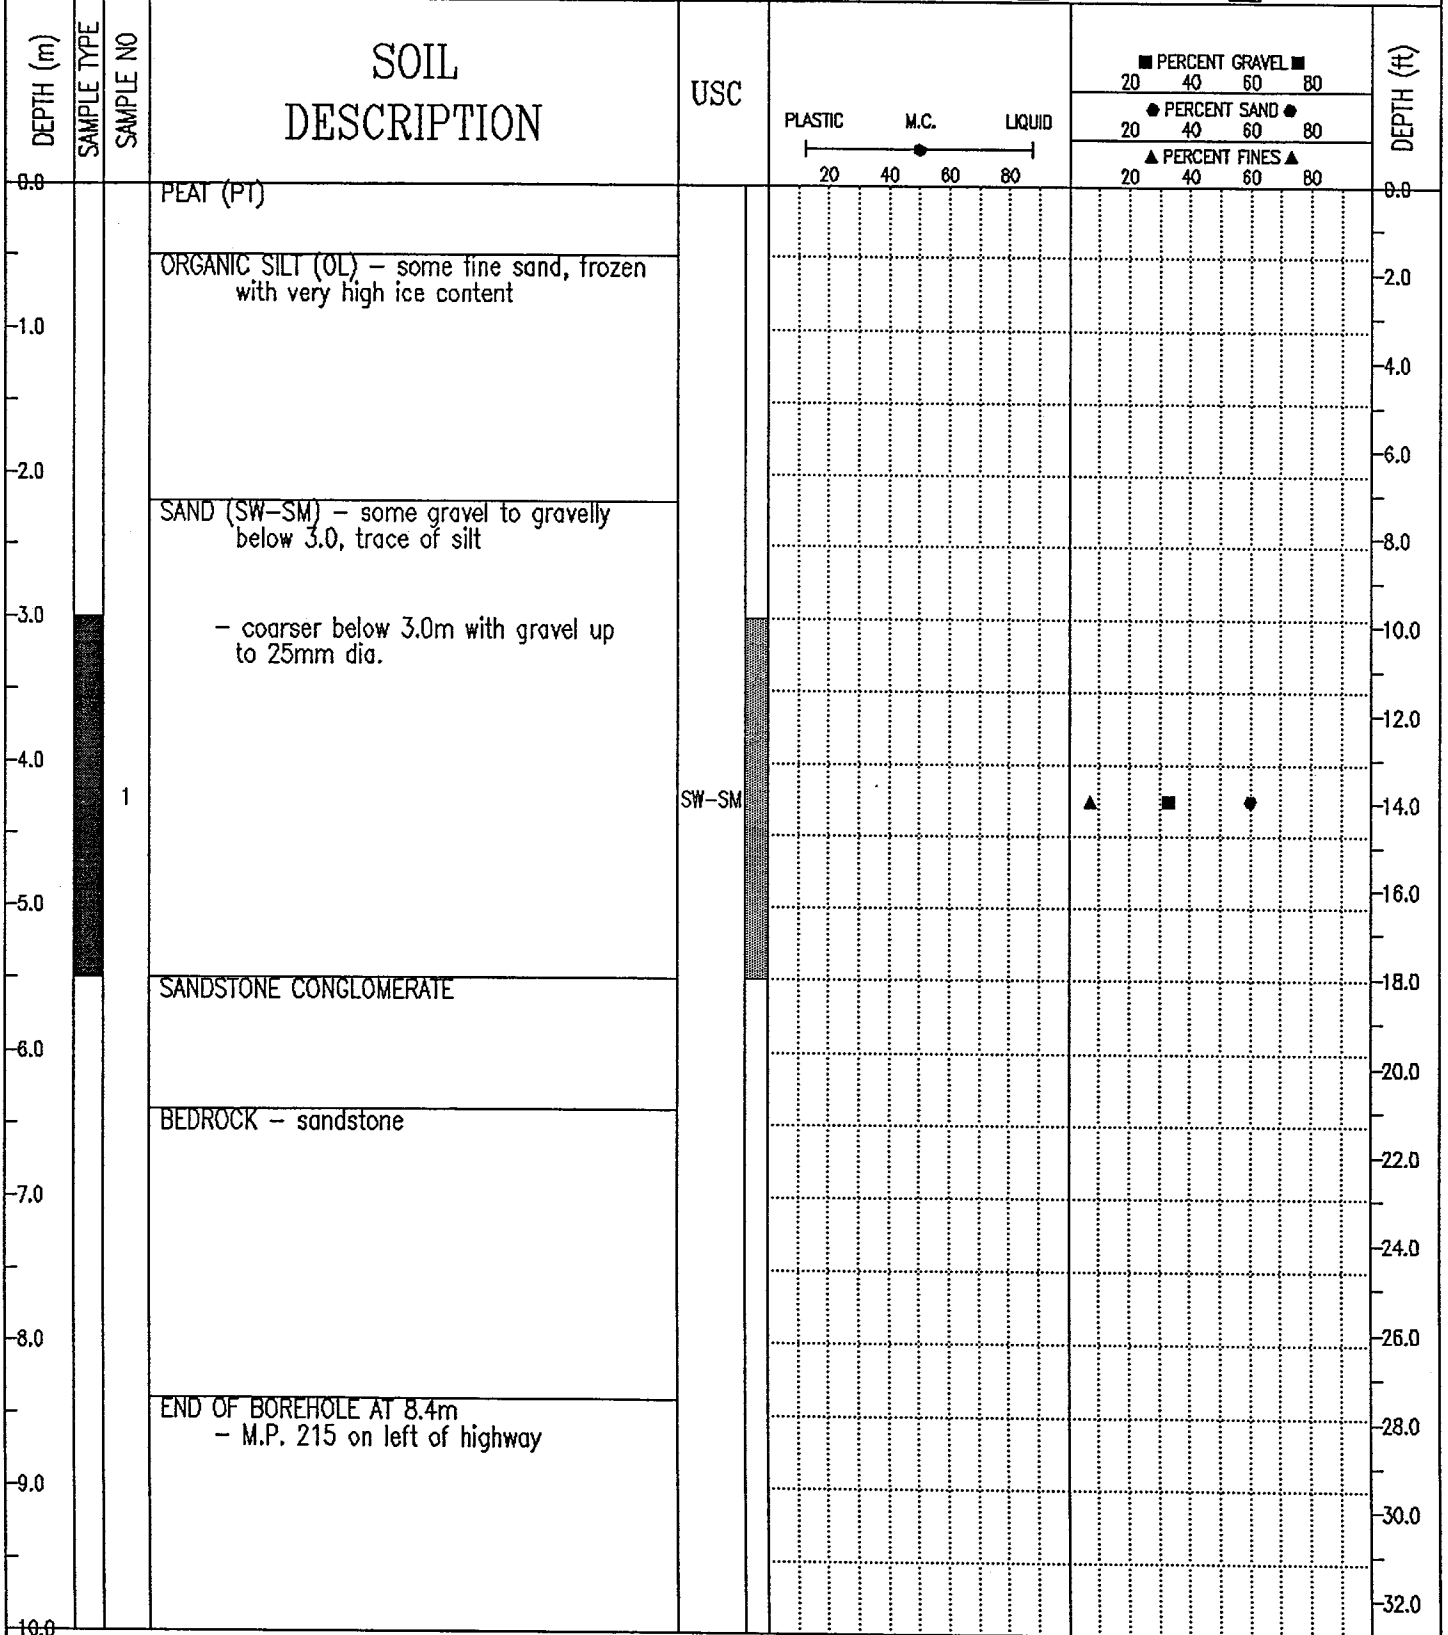 DEPTH (m)
SAMPLE TYPE
SAMPLE NO
SOIL
DESCRIPTION
USC
PLASTIC M.C. LIQUID
20 40 60 80
■ PERCENT GRAVEL ■
20 40 60 80
● PERCENT SAND ●
20 40 60 80
▲ PERCENT FINES ▲
20 40 60 80
DEPTH (ft)
0.0
PEAT (PT)
0.0
ORGANIC SILT (OL) – some fine sand, frozen
with very high ice content
2.0
1.0
4.0
6.0
2.0
SAND (SW–SM) – some gravel to gravelly
below 3.0, trace of silt
8.0
3.0
– coarser below 3.0m with gravel up
to 25mm dia.
10.0
12.0
4.0
1
SW–SM
14.0
5.0
16.0
SANDSTONE CONGLOMERATE
18.0
6.0
20.0
BEDROCK – sandstone
22.0
7.0
24.0
8.0
26.0
END OF BOREHOLE AT 8.4m
– M.P. 215 on left of highway
28.0
9.0
30.0
32.0
10.0